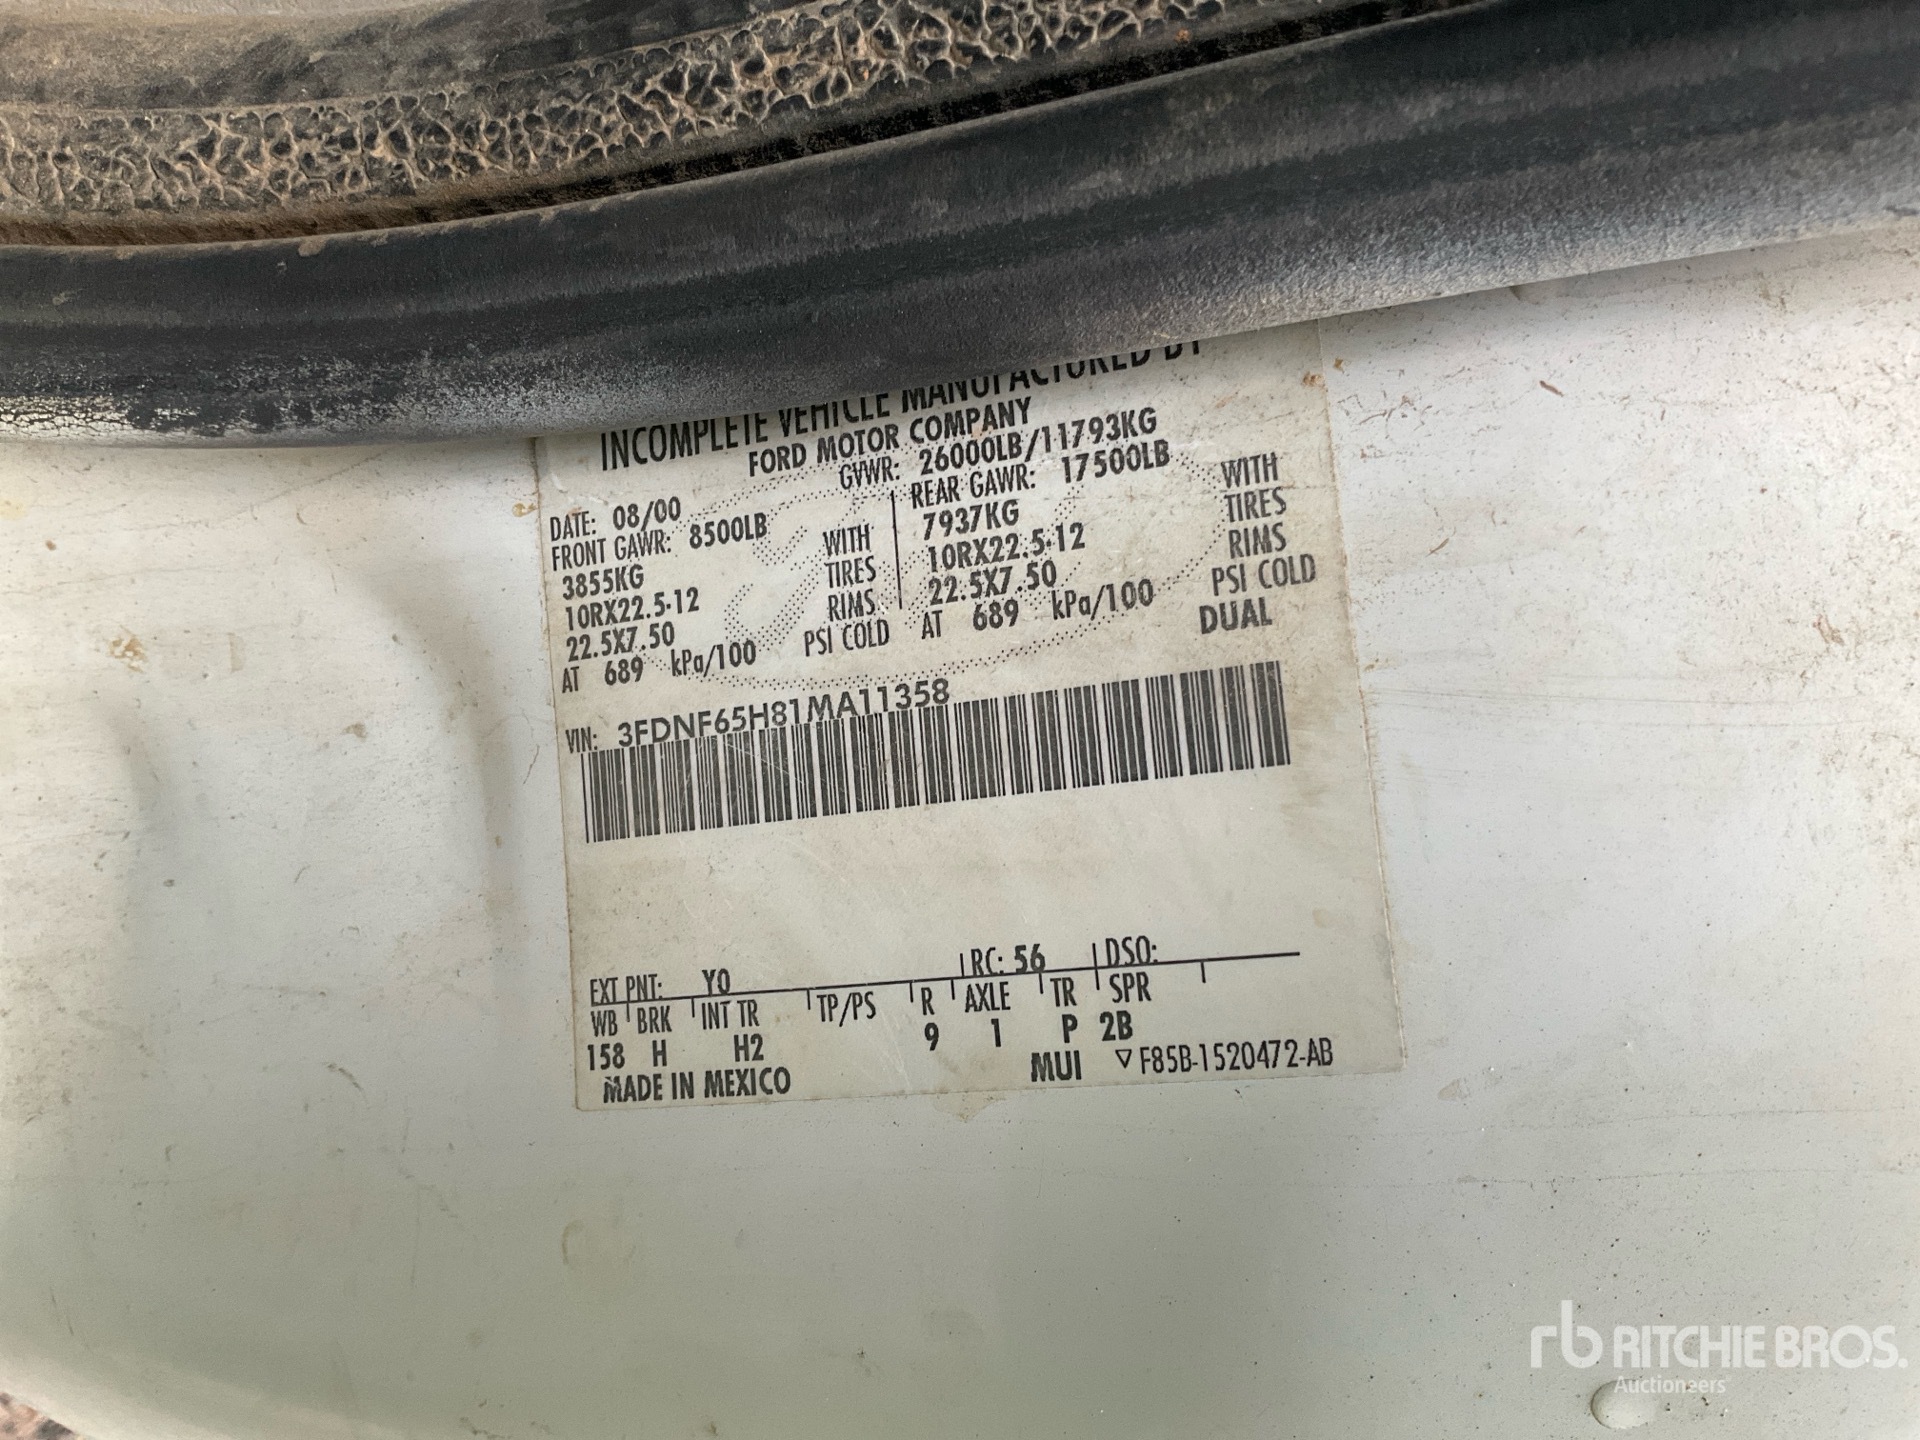 INCOMPLETE VEHICLE MANUFACTURED BY
FORD MOTOR COMPANY
DATE: 08/00 GVWR: 26000LB/11793KG
FRONT GAWR: 8500LB REAR GAWR: 17500LB
3855KG WITH 7937KG WITH
10RX22.5-12 TIRES 10RX22.5-12 TIRES
22.5X7.50 RIMS 22.5X7.50 RIMS
AT 689 kPa/100 PSI COLD AT 689 kPa/100 PSI COLD
DUAL
VIN: 3FDNF65H81MA11358
EXT PNT: Y0 RC: 56 DSO:
WB BRK INT TR TP/PS R AXLE TR SPR
158 H H2 9 1 P 2B
MADE IN MEXICO MUI ▽ F85B-1520472-AB
rb RITCHIE BROS.
Auctioneers